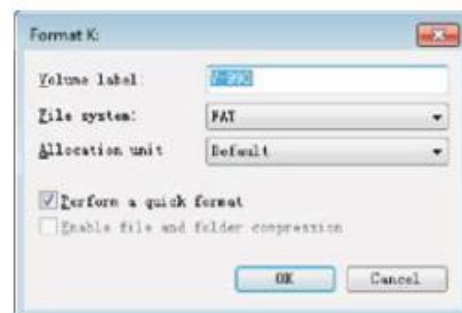 Format K:
Volume label:
V-990
File system:
FAT
Allocation unit
Default
Perform a quick format
Enable file and folder compression
OK
Cancel